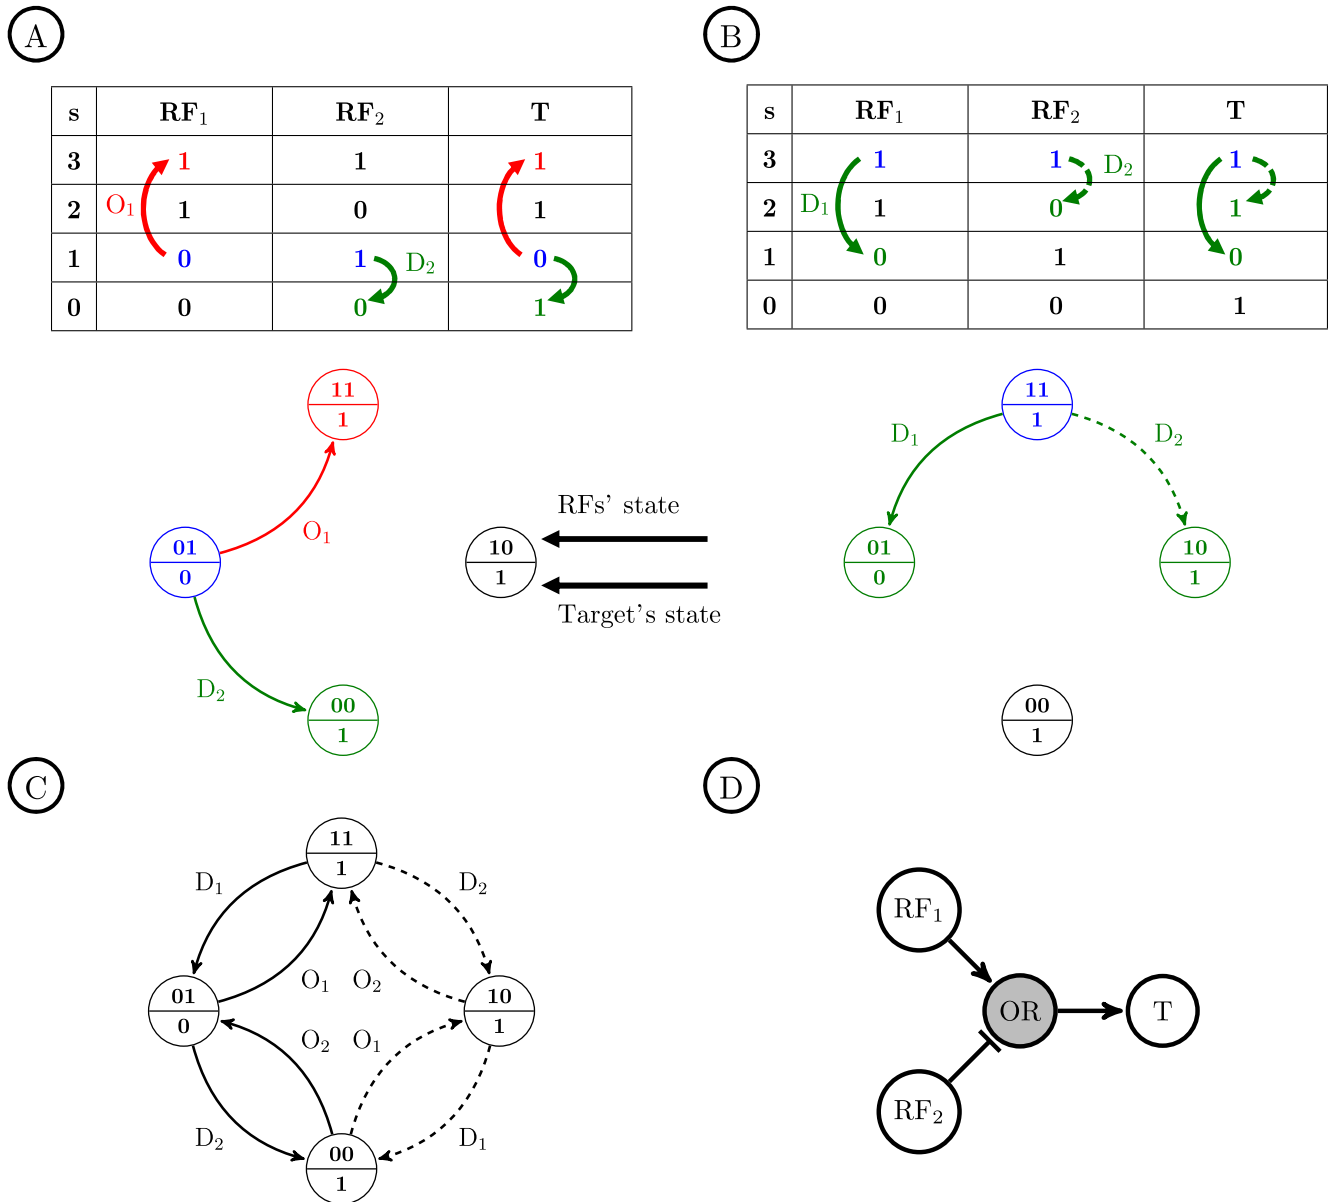 A
s RF₁ RF₂ T
3 1 1 1
2 1 0 1
1 0 1 0
0 0 0 1
O₁
D₂
11
1
O₁
01
0
D₂
00
1
10
1
RFs' state
Target's state
B
s RF₁ RF₂ T
3 1 1 1
2 1 0 1
1 0 1 0
0 0 0 1
D₁
D₂
11
1
D₁
D₂
01
0
10
1
00
1
C
11
1
D₁
D₂
O₁ O₂
01
0
10
1
O₂ O₁
D₂
D₁
00
1
D
RF₁
OR
T
RF₂